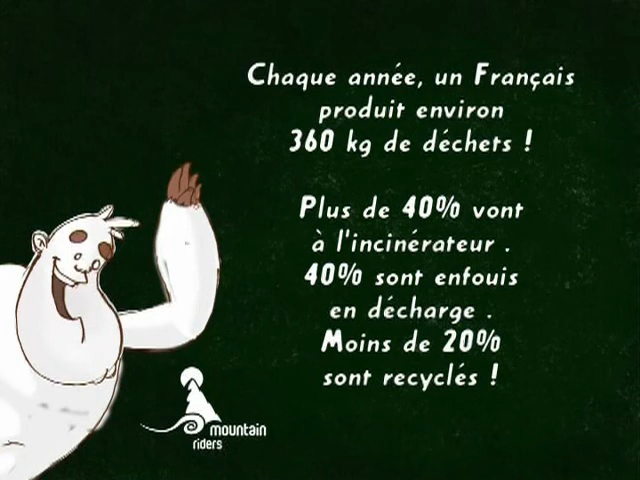 Chaque année, un Français
produit environ
360 kg de déchets !
Plus de 40% vont
à l'incinérateur .
40% sont enfouis
en décharge .
Moins de 20%
sont recyclés !
mountain
riders